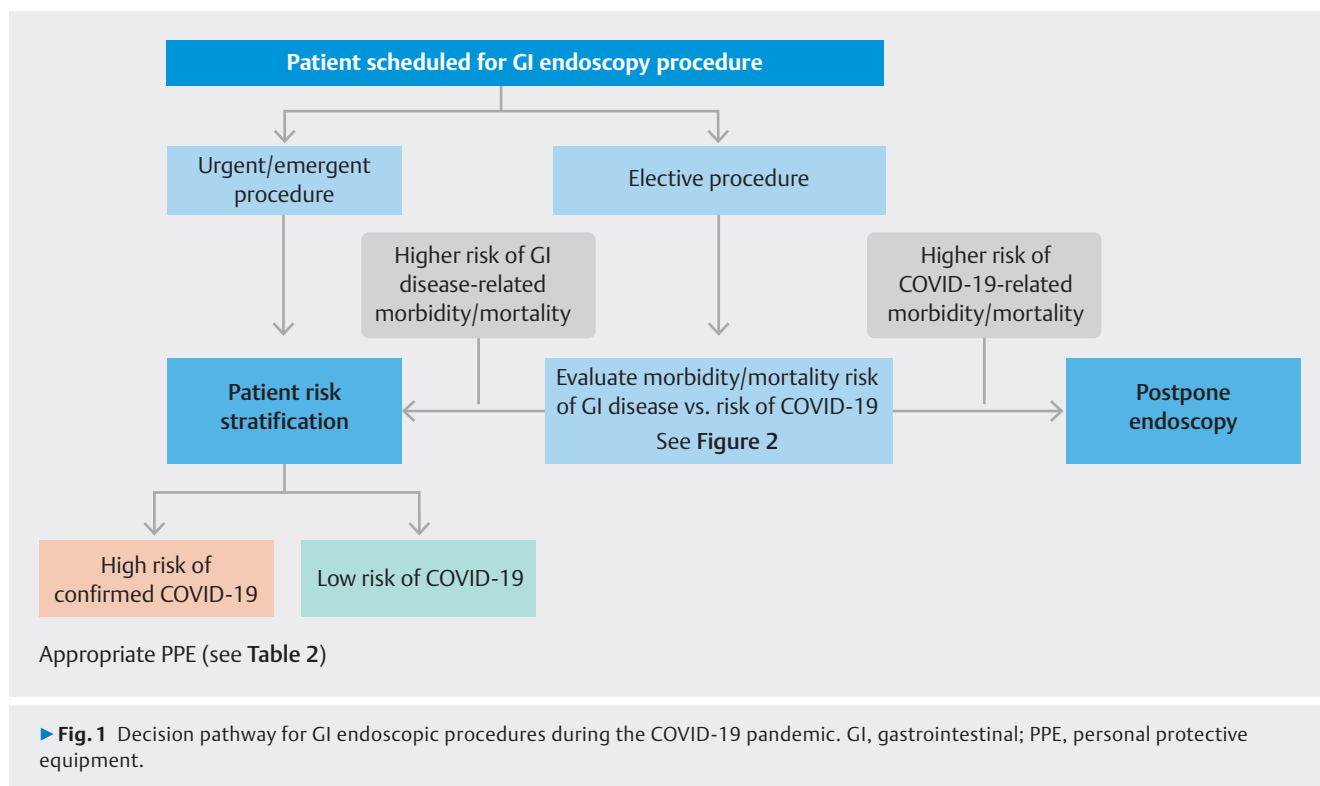 Patient scheduled for GI endoscopy procedure
Urgent/emergent
procedure
Elective procedure
Higher risk of GI
disease-related
morbidity/mortality
Higher risk of
COVID-19-related
morbidity/mortality
Patient risk
stratification
Evaluate morbidity/mortality risk
of GI disease vs. risk of COVID-19
See Figure 2
Postpone
endoscopy
High risk of
confirmed COVID-19
Low risk of COVID-19
Appropriate PPE (see Table 2)
►Fig. 1 Decision pathway for GI endoscopic procedures during the COVID-19 pandemic. GI, gastrointestinal; PPE, personal protective
equipment.